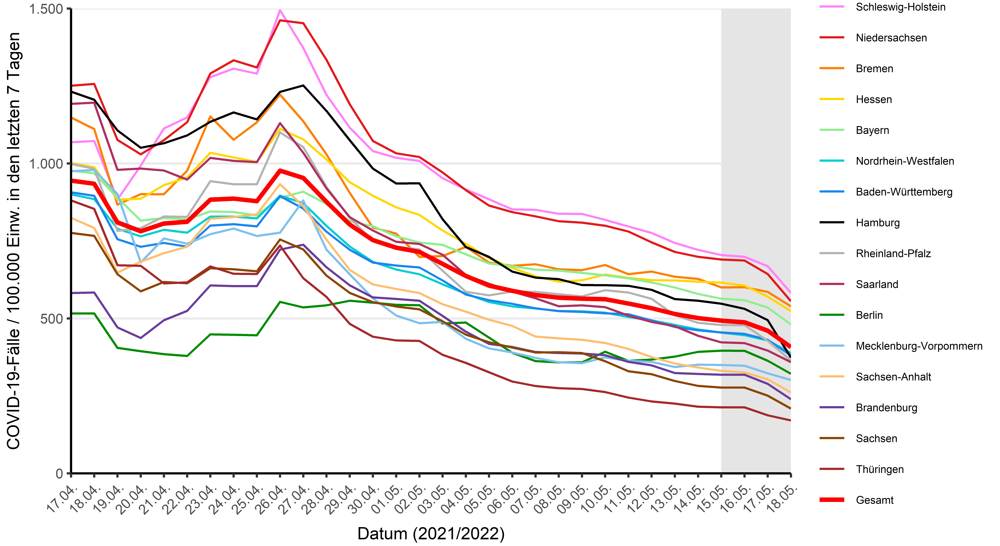 COVID-19-Fälle / 100.000 Einw. in den letzten 7 Tagen
1.500
1.000
500
0
17.04.
18.04.
19.04.
20.04.
21.04.
22.04.
23.04.
24.04.
25.04.
26.04.
27.04.
28.04.
29.04.
30.04.
01.05.
02.05.
03.05.
04.05.
05.05.
06.05.
07.05.
08.05.
09.05.
10.05.
11.05.
12.05.
13.05.
14.05.
15.05.
16.05.
17.05.
18.05.
Datum (2021/2022)
Schleswig-Holstein
Niedersachsen
Bremen
Hessen
Bayern
Nordrhein-Westfalen
Baden-Württemberg
Hamburg
Rheinland-Pfalz
Saarland
Berlin
Mecklenburg-Vorpommern
Sachsen-Anhalt
Brandenburg
Sachsen
Thüringen
Gesamt